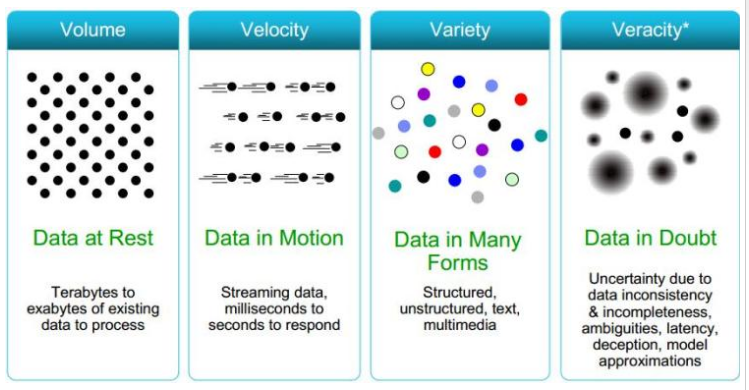 Volume
Data at Rest
Terabytes to
exabytes of existing
data to process
Velocity
Data in Motion
Streaming data,
milliseconds to
seconds to respond
Variety
Data in Many
Forms
Structured,
unstructured, text,
multimedia
Veracity*
Data in Doubt
Uncertainty due to
data inconsistency
& incompleteness,
ambiguities, latency,
deception, model
approximations